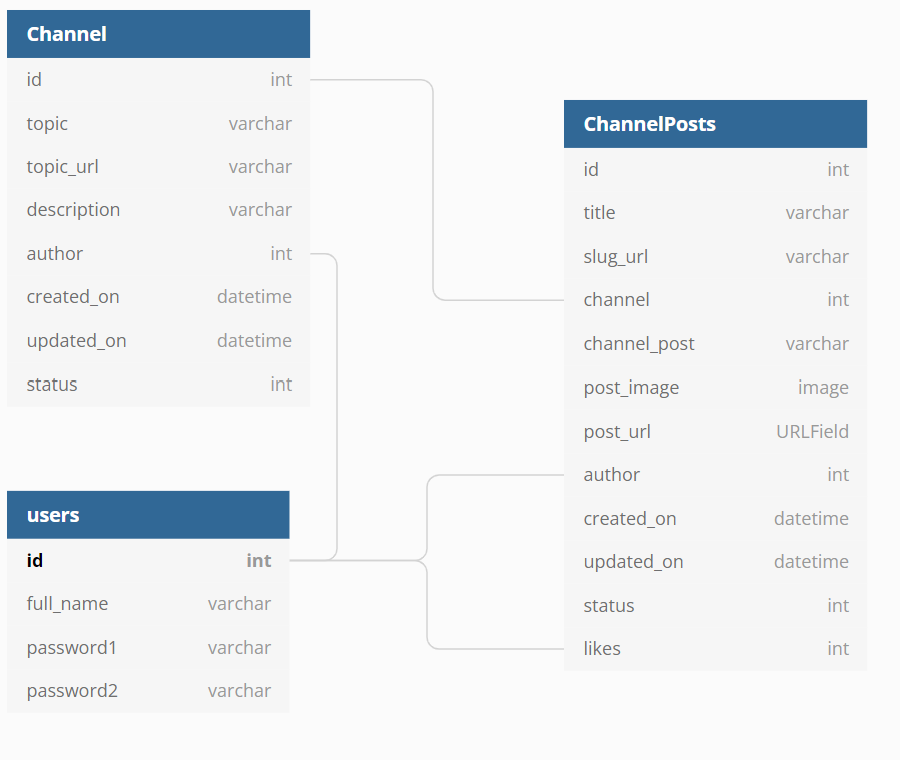 Channel
id int
topic varchar
topic_url varchar
description varchar
author int
created_on datetime
updated_on datetime
status int
ChannelPosts
id int
title varchar
slug_url varchar
channel int
channel_post varchar
post_image image
post_url URLField
author int
created_on datetime
updated_on datetime
status int
likes int
users
id int
full_name varchar
password1 varchar
password2 varchar